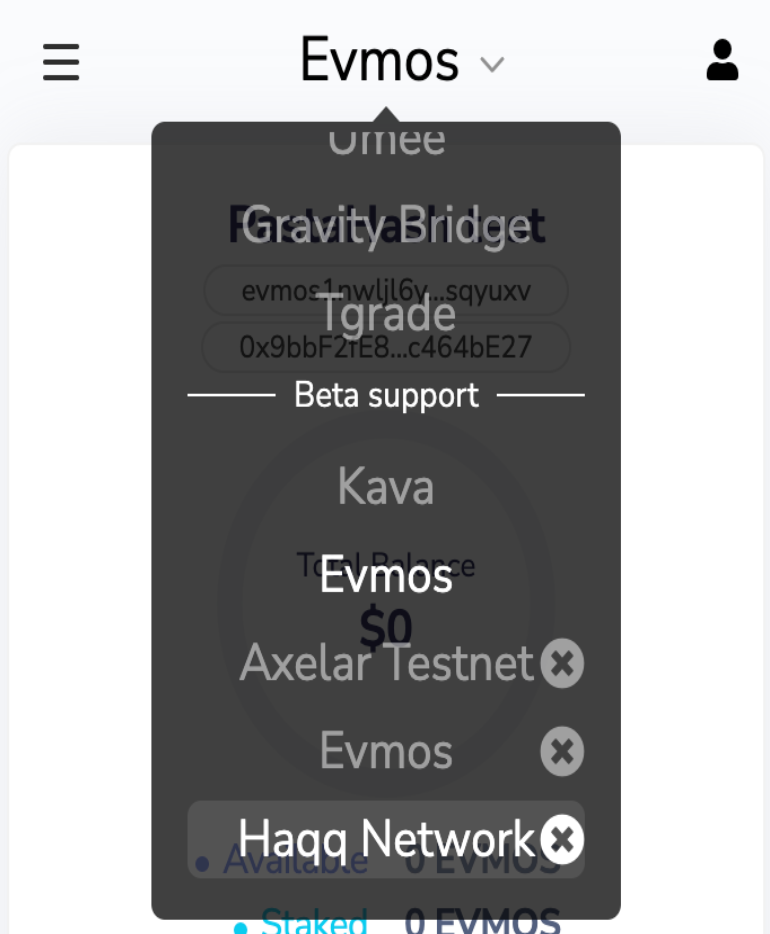 Evmos
Umee
Gravity Bridge
evmos1nwljl6y...sqyuxv
Tgrade
0x9bbF2fE8...c464bE27
Beta support
Kava
Total Balance
Evmos
$0
Axelar Testnet
Evmos
Haqq Network
Available 0 EVMOS
Staked 0 EVMOS